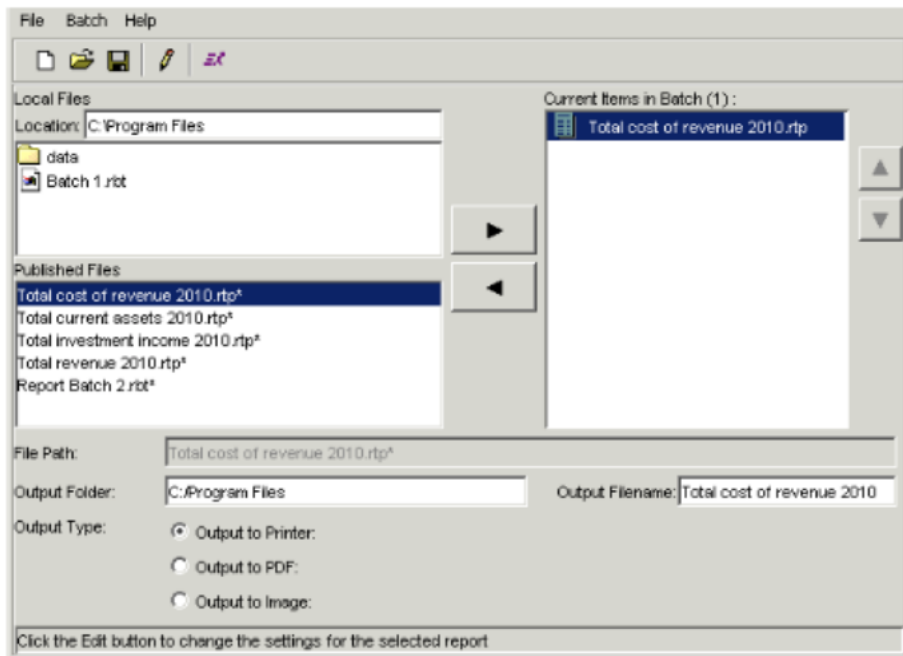 File Batch Help
Local Files
Location: C:\Program Files
data
Batch 1.rbt
Published Files
Total cost of revenue 2010.rtp*
Total current assets 2010.rtp*
Total investment income 2010.rtp*
Total revenue 2010.rtp*
Report Batch 2.rbt*
Current Items in Batch (1) :
Total cost of revenue 2010.rtp
File Path: Total cost of revenue 2010.rtp*
Output Folder: C:/Program Files Output Filename: Total cost of revenue 2010
Output Type: Output to Printer:
Output to PDF:
Output to Image:
Click the Edit button to change the settings for the selected report